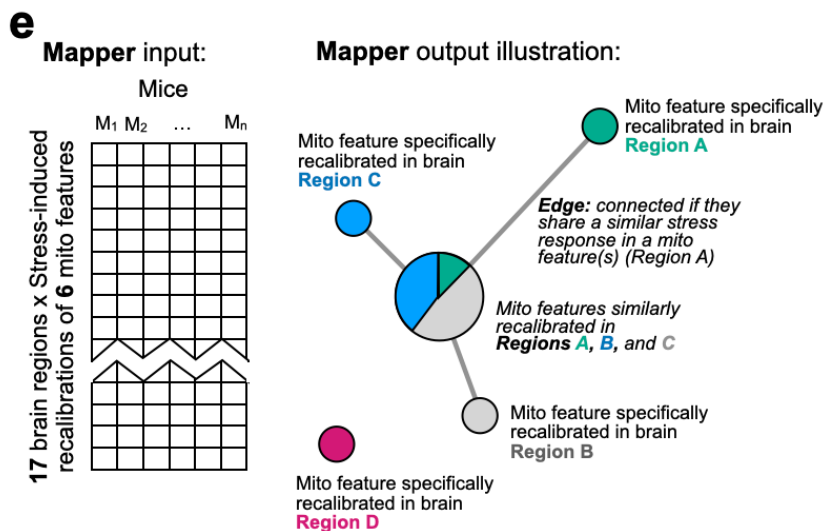 e
Mapper input:
Mice
M1 M2 ... Mn
17 brain regions x Stress-induced
recalibrations of 6 mito features
Mapper output illustration:
Mito feature specifically
recalibrated in brain
Region A
Mito feature specifically
recalibrated in brain
Region C
Edge: connected if they
share a similar stress
response in a mito
feature(s) (Region A)
Mito features similarly
recalibrated in
Regions A, B, and C
Mito feature specifically
recalibrated in brain
Region B
Mito feature specifically
recalibrated in brain
Region D